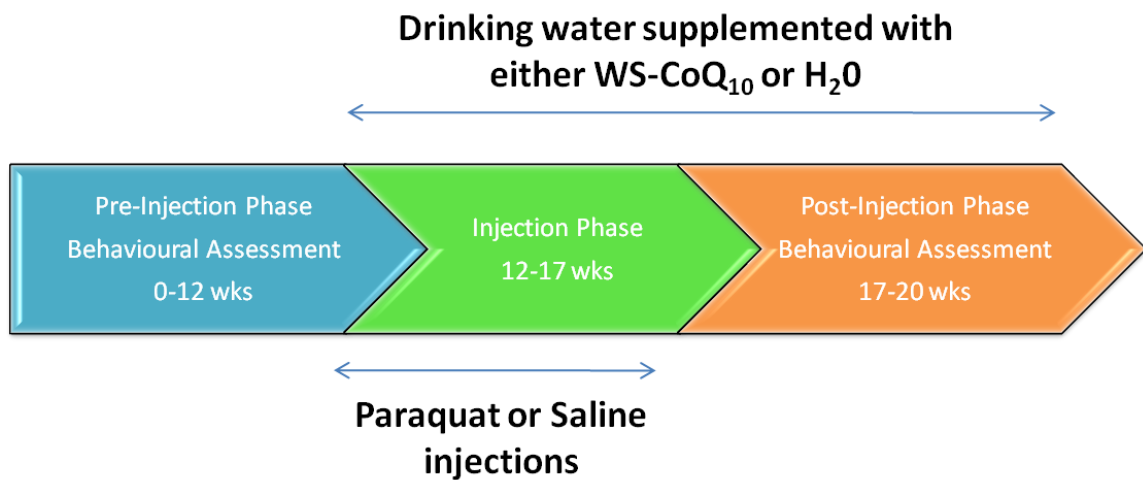 Drinking water supplemented with
either WS-CoQ10 or H20
Pre-Injection Phase
Behavioural Assessment
0-12 wks
Injection Phase
12-17 wks
Post-Injection Phase
Behavioural Assessment
17-20 wks
Paraquat or Saline
injections